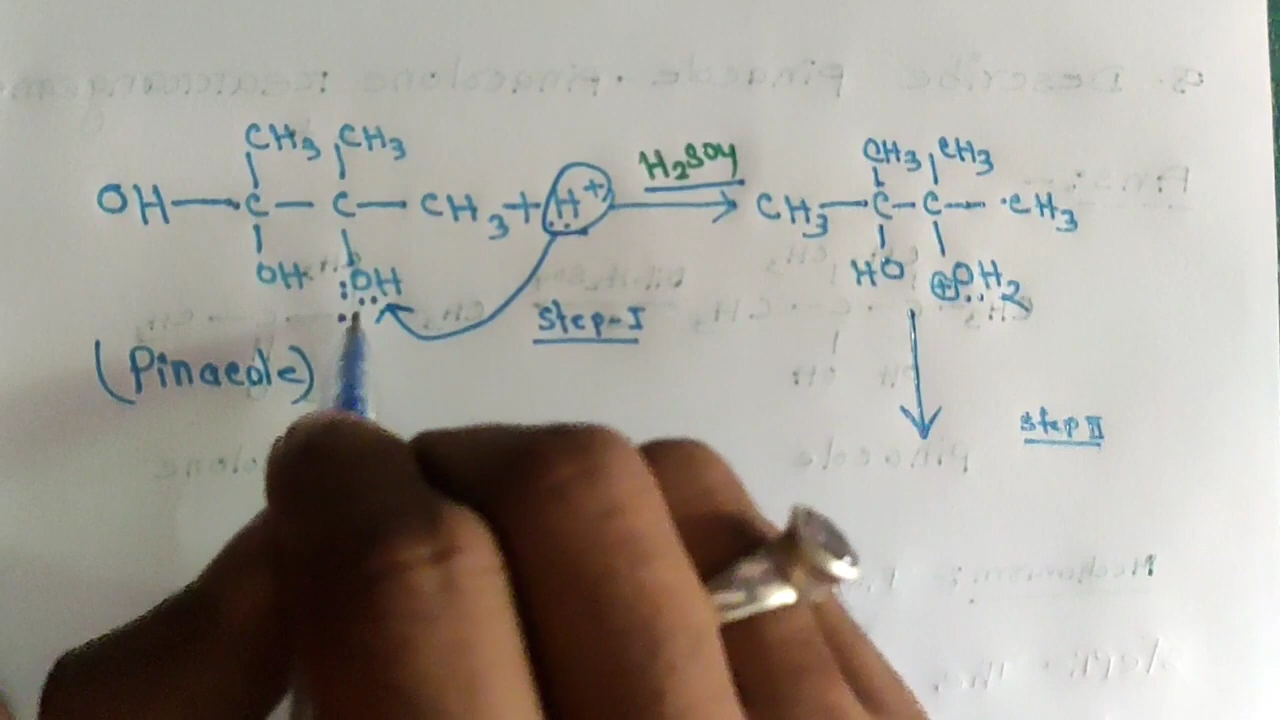 CH3 CH3
OH — C — C — CH3 + H+ H2SO4 → CH3 — C — C — ·CH3
CH3 CH3
OH :OH
HO ⊕OH2
Step-I
(Pinacole)
Step II